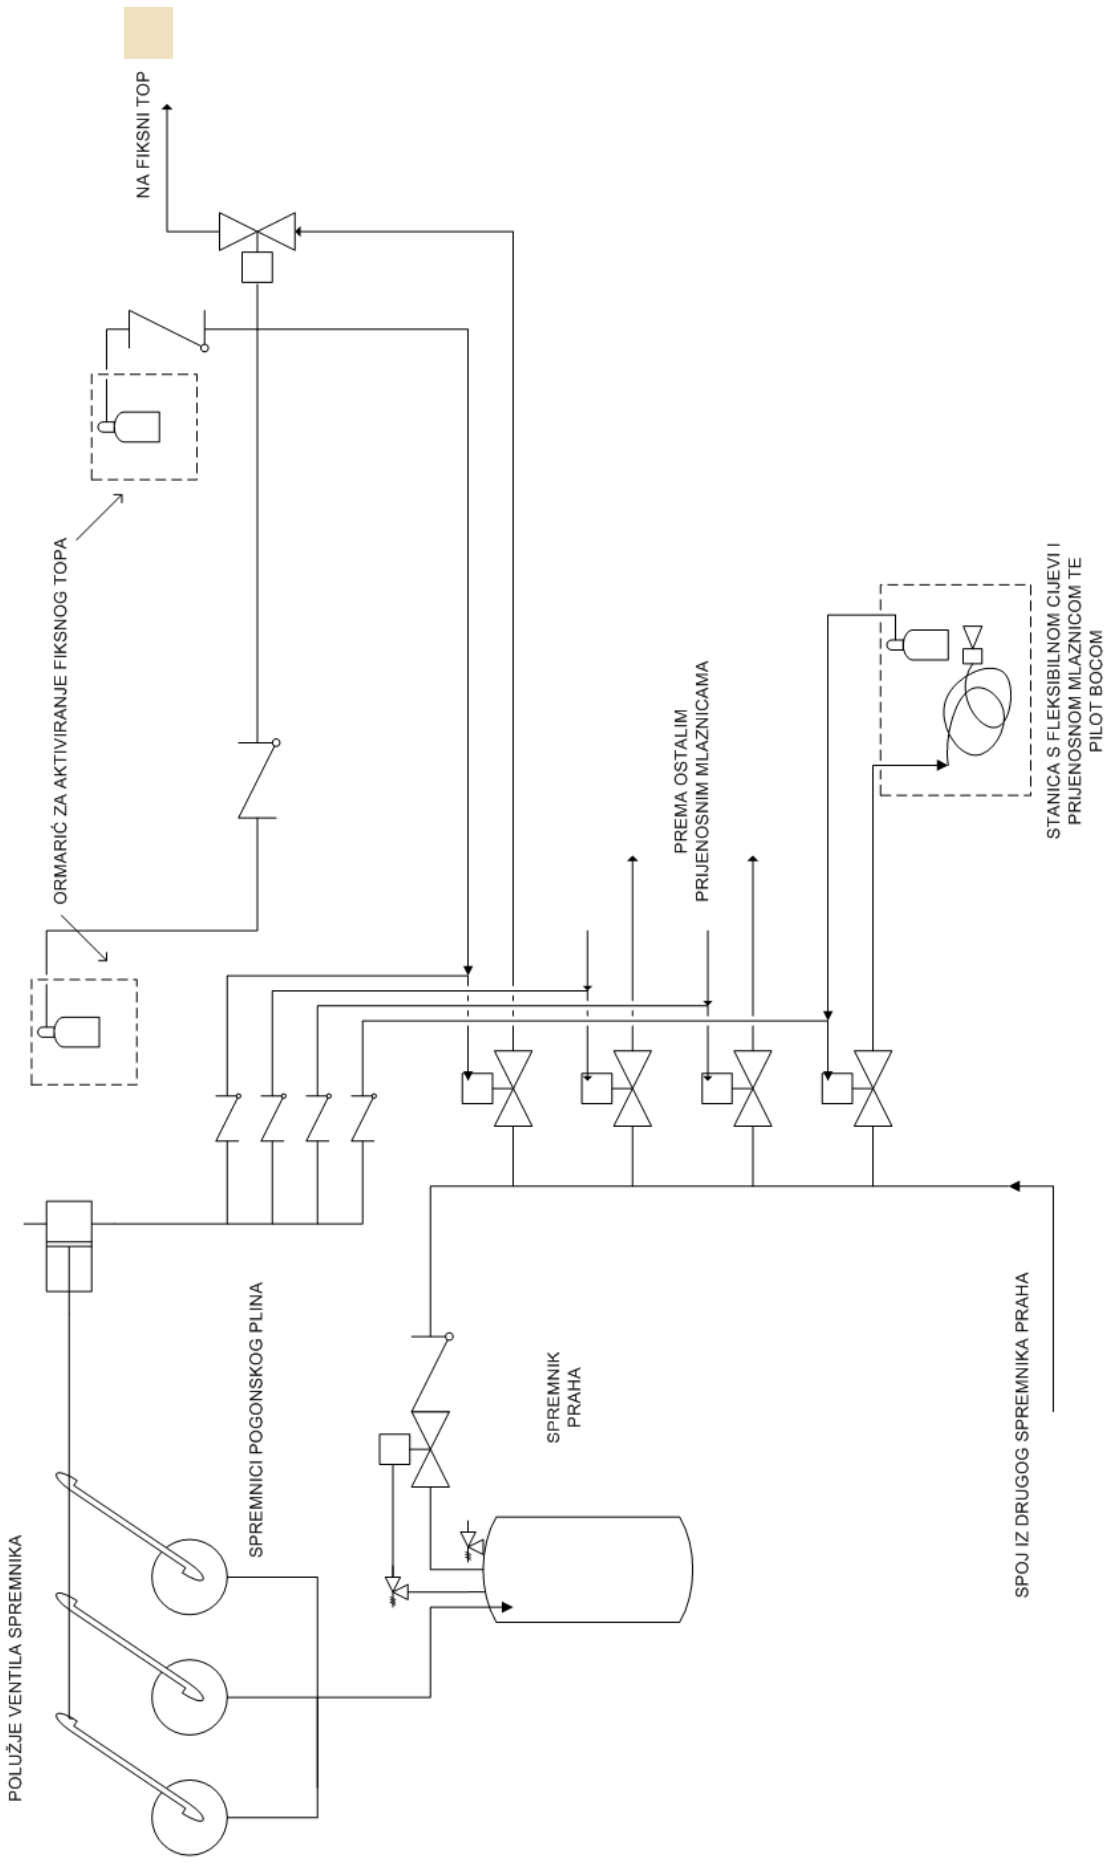 POLUŽJE VENTILA SPREMNIKA
ORMARIĆ ZA AKTIVIRANJE FIKSNOG TOPA
NA FIKSNI TOP
SPREMNICI POGONSKOG PLINA
SPREMNIK
PRAHA
PREMA OSTALIM
PRIJENOSNIM MLAZNICAMA
SPOJ IZ DRUGOG SPREMNIKA PRAHA
STANICA S FLEKSIBILNOM CIJEVI I
PRIJENOSNOM MLAZNICOM TE
PILOT BOCOM